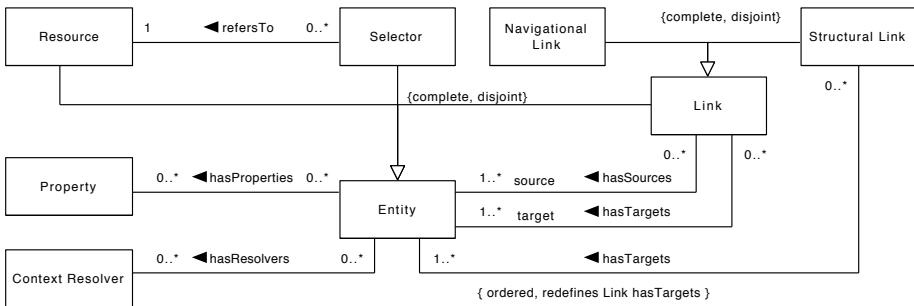 {complete, disjoint}
Resource 1 ◄ refersTo 0..* Selector Navigational Link Structural Link
0..*
{complete, disjoint} Link
0..* 0..*
Property 0..* ◄ hasProperties 0..* Entity 1..* source ◄ hasSources
1..* target ◄ hasTargets
Context Resolver 0..* ◄ hasResolvers 0..* 1..* ◄ hasTargets
{ ordered, redefines Link hasTargets }